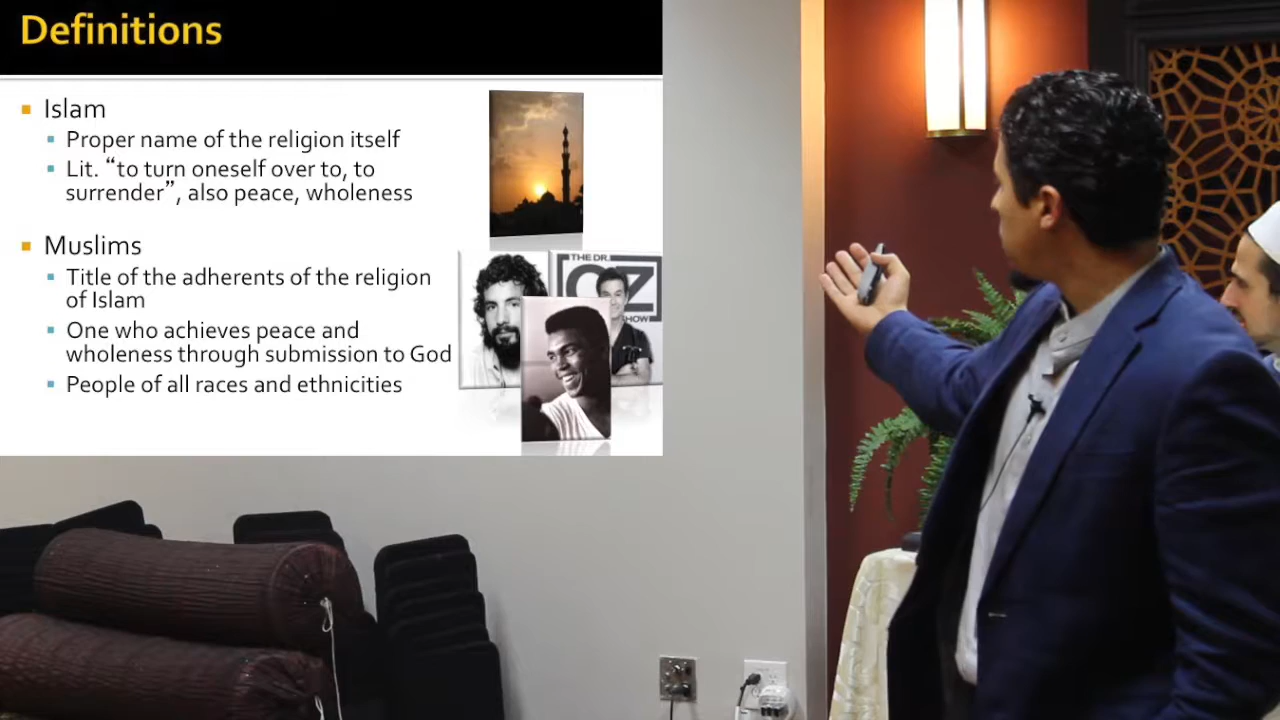 Definitions
Islam
Proper name of the religion itself
Lit. “to turn oneself over to, to
surrender”, also peace, wholeness
Muslims
Title of the adherents of the religion
of Islam
One who achieves peace and
wholeness through submission to God
People of all races and ethnicities
THE DR.
OZ
SHOW